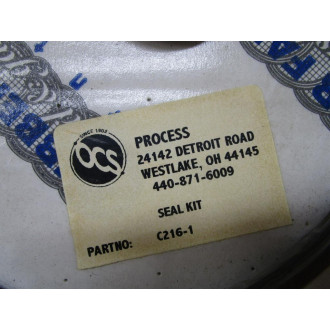 SINCE 1902
OCS
PROCESS
24142 DETROIT ROAD
WESTLAKE, OH 44145
440-871-6009
SEAL KIT
PARTNO: C216-1